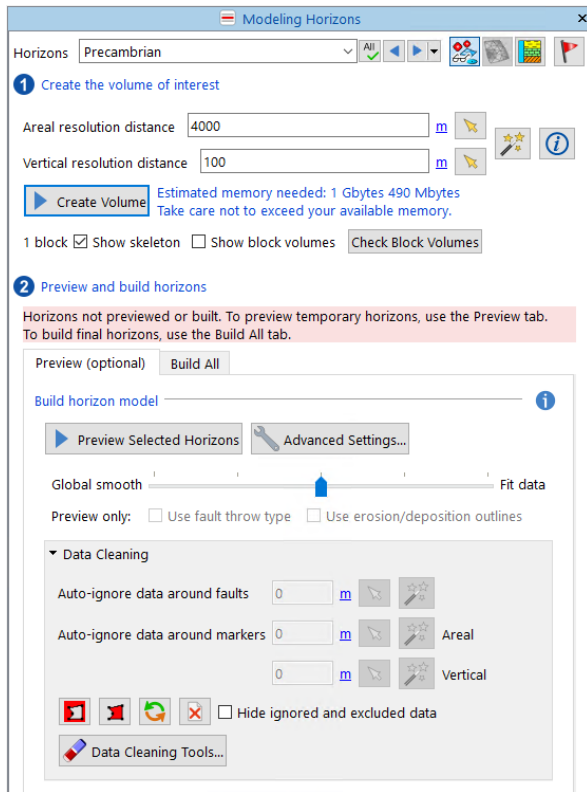 Modeling Horizons
Horizons Precambrian All
1 Create the volume of interest
Areal resolution distance 4000 m
Vertical resolution distance 100 m
Create Volume
Estimated memory needed: 1 Gbytes 490 Mbytes
Take care not to exceed your available memory.
1 block Show skeleton Show block volumes Check Block Volumes
2 Preview and build horizons
Horizons not previewed or built. To preview temporary horizons, use the Preview tab.
To build final horizons, use the Build All tab.
Preview (optional) Build All
Build horizon model
Preview Selected Horizons Advanced Settings...
Global smooth Fit data
Preview only: Use fault throw type Use erosion/deposition outlines
Data Cleaning
Auto-ignore data around faults 0 m
Auto-ignore data around markers 0 m Areal
0 m Vertical
Hide ignored and excluded data
Data Cleaning Tools...